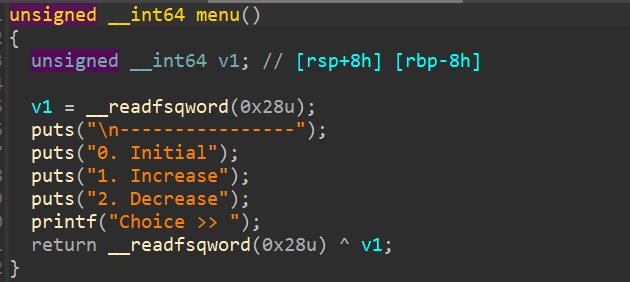 unsigned __int64 menu()
{
unsigned __int64 v1; // [rsp+8h] [rbp-8h]
v1 = __readfsqword(0x28u);
puts("\n----------------");
puts("0. Initial");
puts("1. Increase");
puts("2. Decrease");
printf("Choice >> ");
return __readfsqword(0x28u) ^ v1;
}